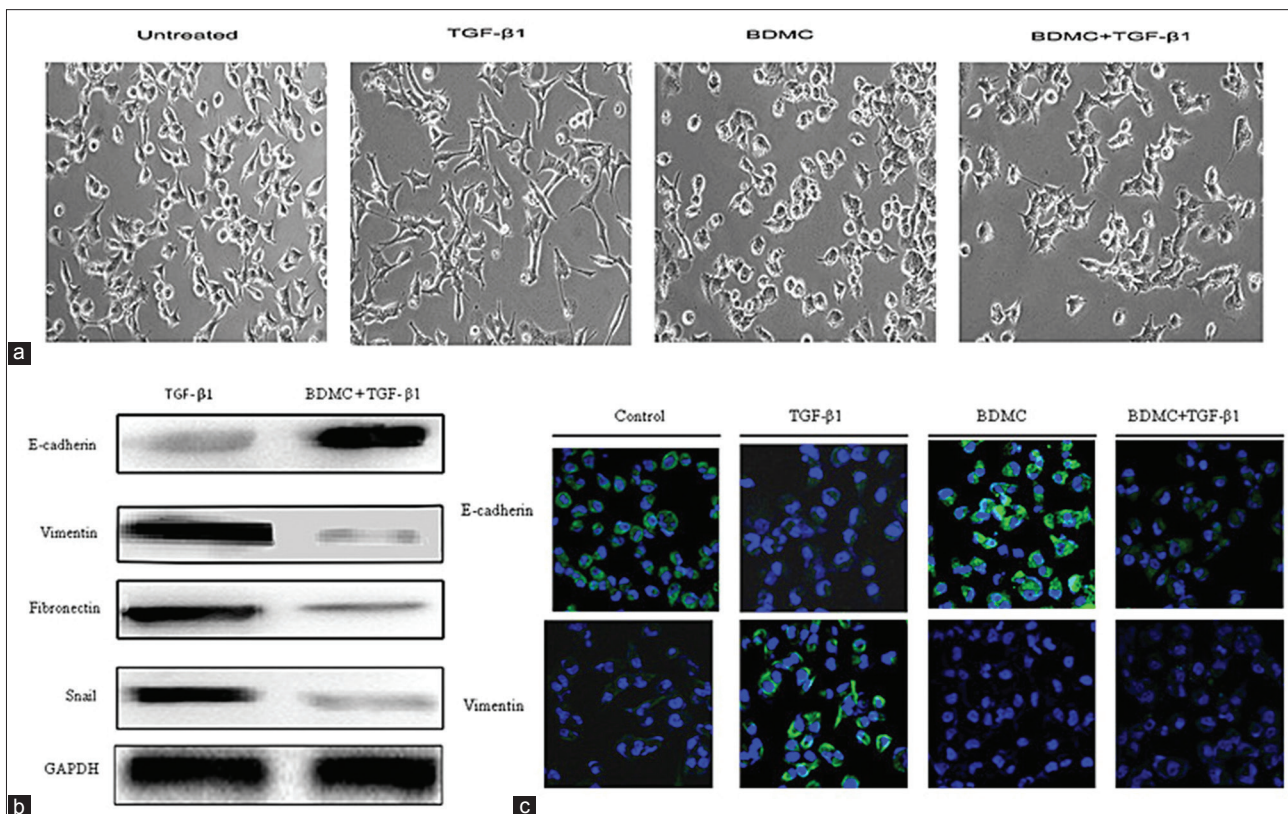 Untreated TGF-β1 BDMC BDMC+TGF-β1
a
TGF-β1 BDMC+TGF-β1
E-cadherin
Vimentin
Fibronectin
Snail
GAPDH
b
Control TGF-β1 BDMC BDMC+TGF-β1
E-cadherin
Vimentin
c